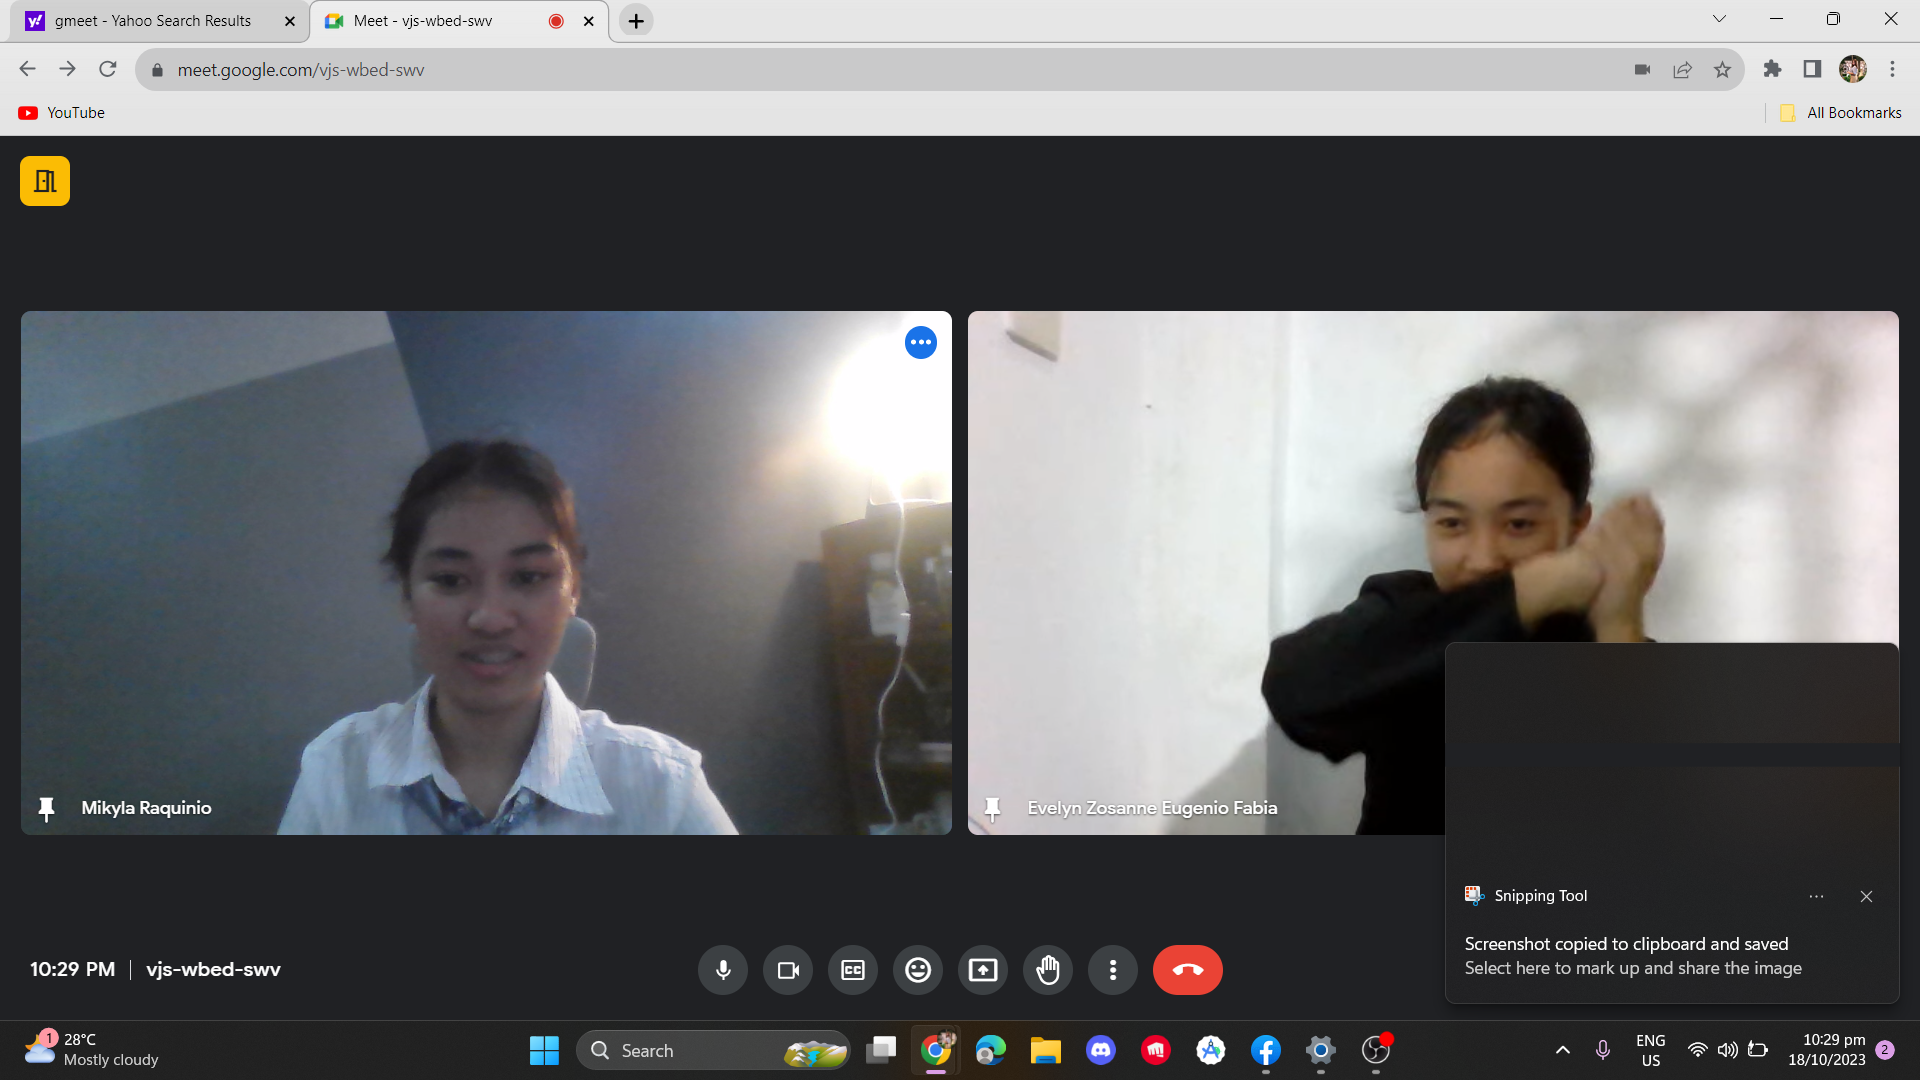 gmeet - Yahoo Search Results
Meet - vjs-wbed-swv
meet.google.com/vjs-wbed-swv
YouTube
All Bookmarks
Mikyla Raquinio
Evelyn Zosanne Eugenio Fabia
Snipping Tool
Screenshot copied to clipboard and saved
Select here to mark up and share the image
10:29 PM | vjs-wbed-swv
CC
1
28°C
Mostly cloudy
Search
ENG
US
10:29 pm
18/10/2023
2